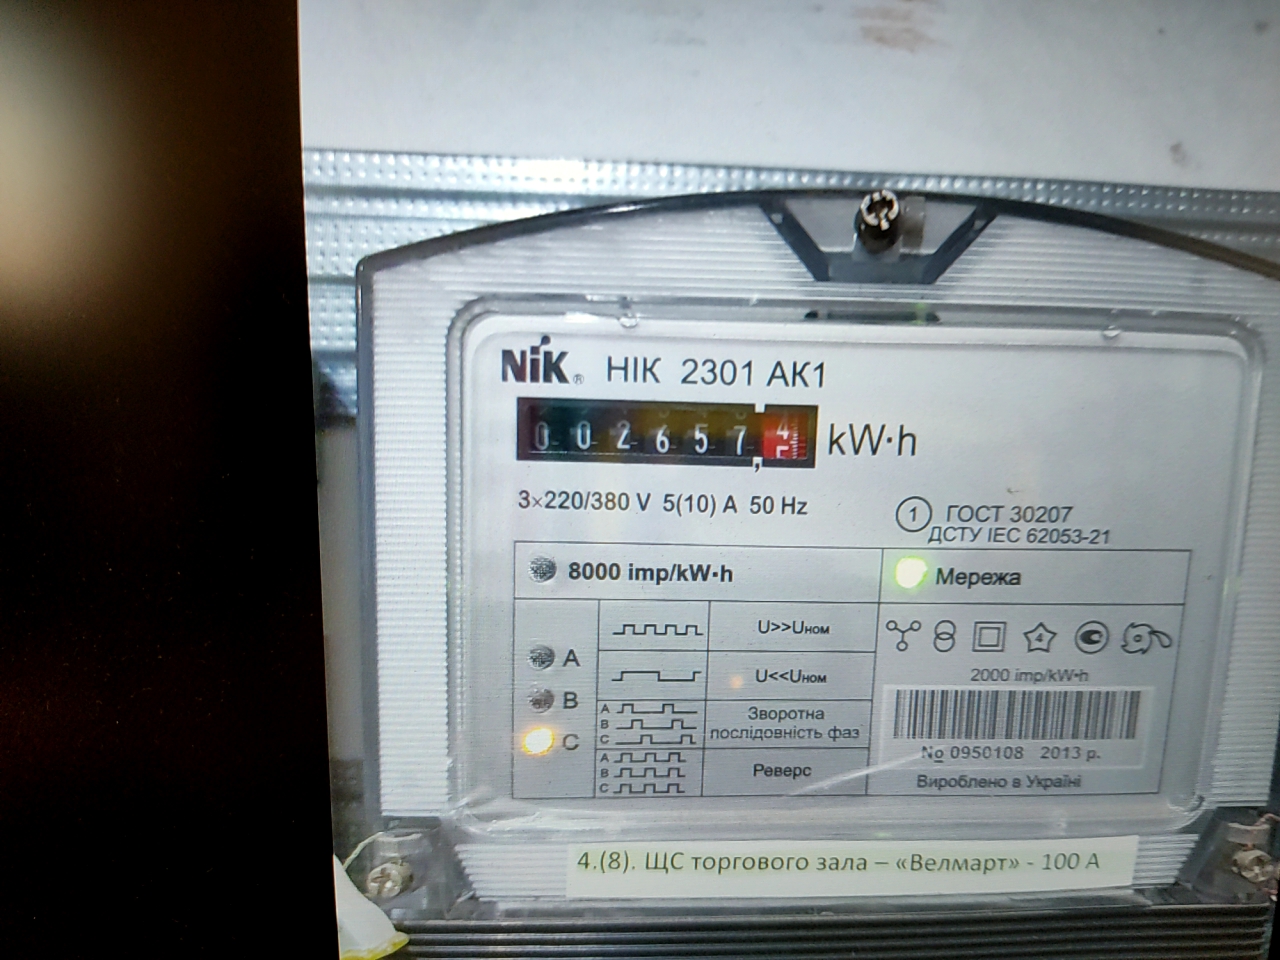 NiK® НІК 2301 АК1
0 0 2 6 5 7, 4 kW·h
3×220/380 V 5(10) A 50 Hz
1 ГОСТ 30207
ДСТУ IEC 62053-21
8000 imp/kW·h
Мережа
A
B
C
U>>Uном
U<<Uном
A
B
C
Зворотна
послідовність фаз
A
B
C
Реверс
4
2000 imp/kW·h
№ 0950108 2013 р.
Вироблено в Україні
4.(8). ЩС торгового зала – «Велмарт» - 100 А